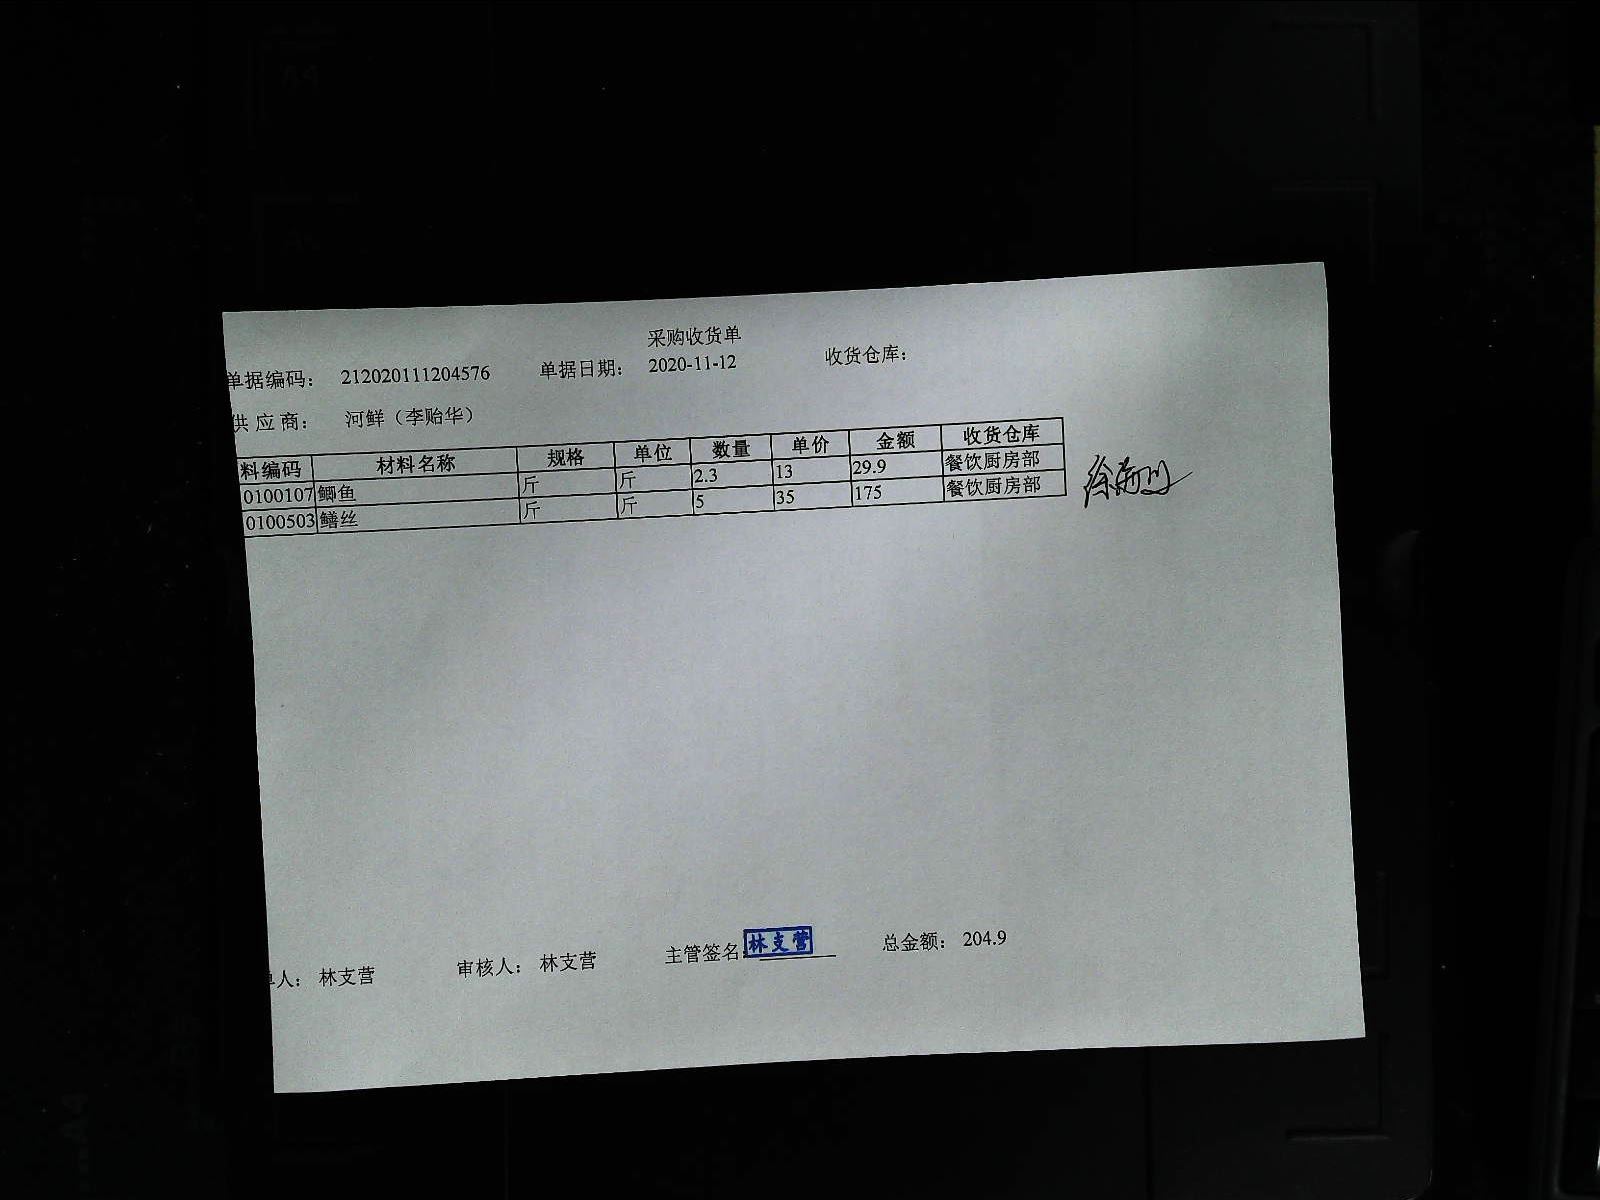 采购收货单
单据编码： 212020111204576 单据日期： 2020-11-12 收货仓库：
供 应 商： 河鲜（李贻华）
料编码 材料名称 规格 单位 数量 单价 金额 收货仓库
0100107 鲫鱼 斤 斤 2.3 13 29.9 餐饮厨房部
0100503 鳝丝 斤 斤 5 35 175 餐饮厨房部
单人： 林支营 审核人： 林支营 主管签名： 林支营 总金额： 204.9